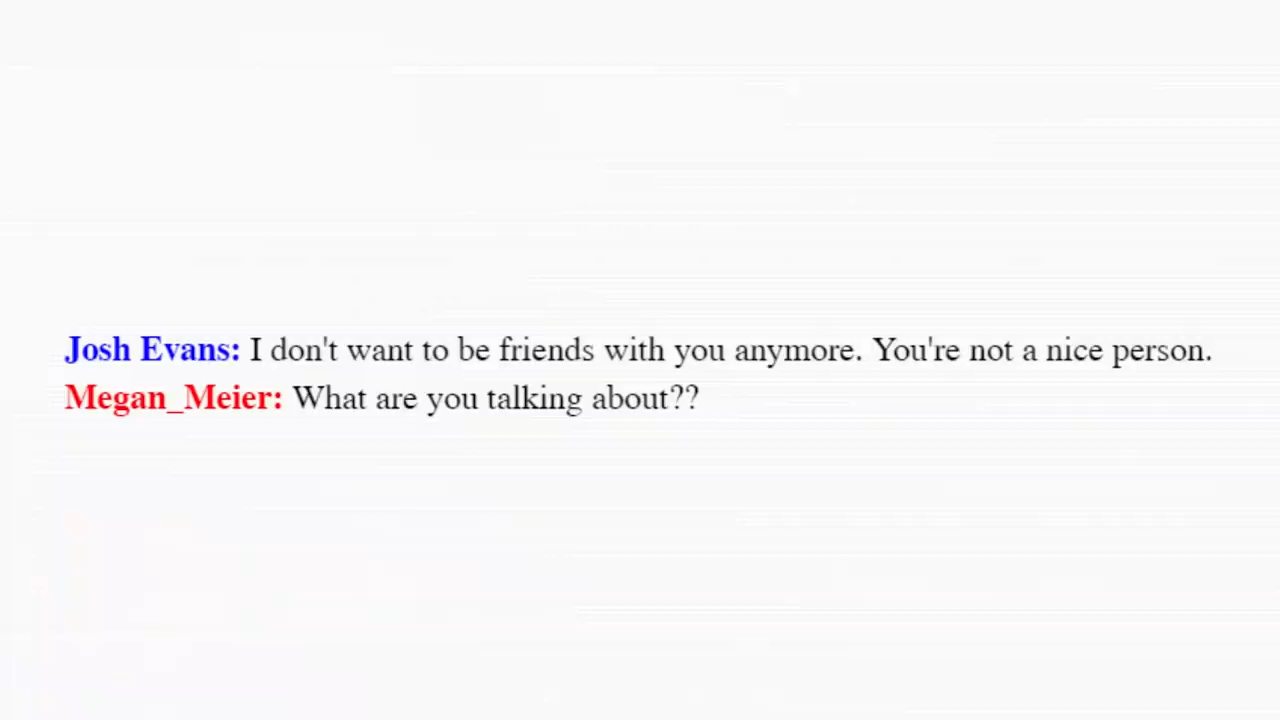 Josh Evans: I don't want to be friends with you anymore. You're not a nice person.
Megan_Meier: What are you talking about??